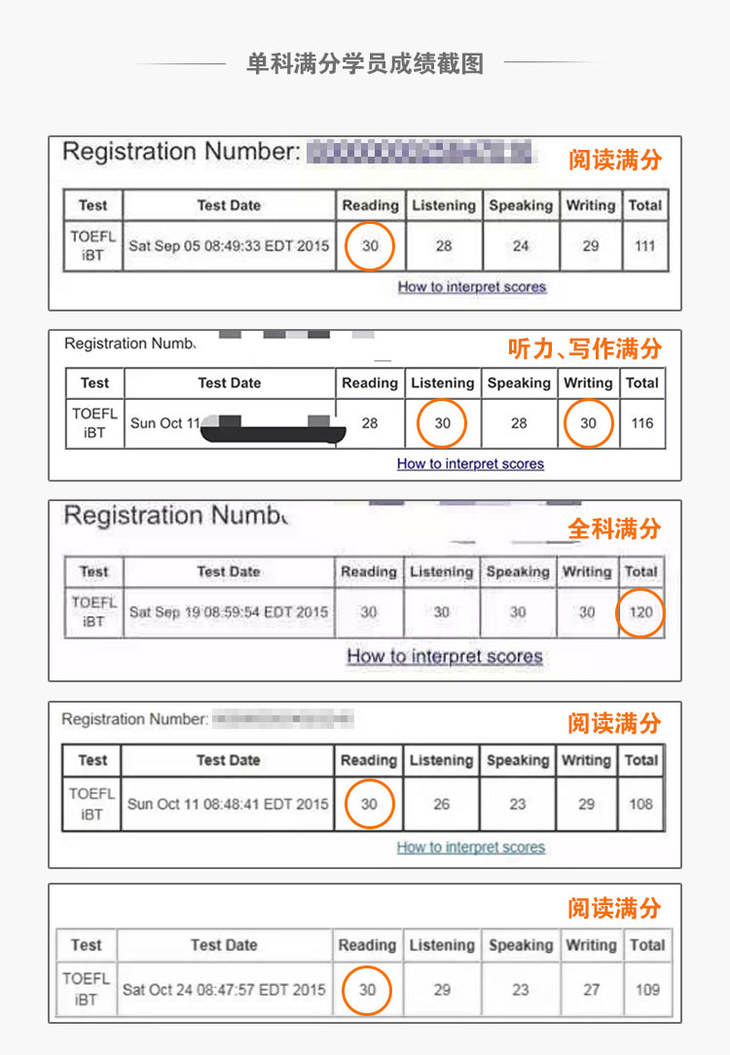 单科满分学员成绩截图
Registration Number:
阅读满分
Test Test Date Reading Listening Speaking Writing Total
TOEFL iBT Sat Sep 05 08:49:33 EDT 2015 30 28 24 29 111
How to interpret scores
Registration Numb
听力、写作满分
Test Test Date Reading Listening Speaking Writing Total
TOEFL iBT Sun Oct 11 28 30 28 30 116
How to interpret scores
Registration Numb
全科满分
Test Test Date Reading Listening Speaking Writing Total
TOEFL iBT Sat Sep 19 08:59:54 EDT 2015 30 30 30 30 120
How to interpret scores
Registration Number:
阅读满分
Test Test Date Reading Listening Speaking Writing Total
TOEFL iBT Sun Oct 11 08:48:41 EDT 2015 30 26 23 29 108
How to interpret scores
阅读满分
Test Test Date Reading Listening Speaking Writing Total
TOEFL iBT Sat Oct 24 08:47:57 EDT 2015 30 29 23 27 109